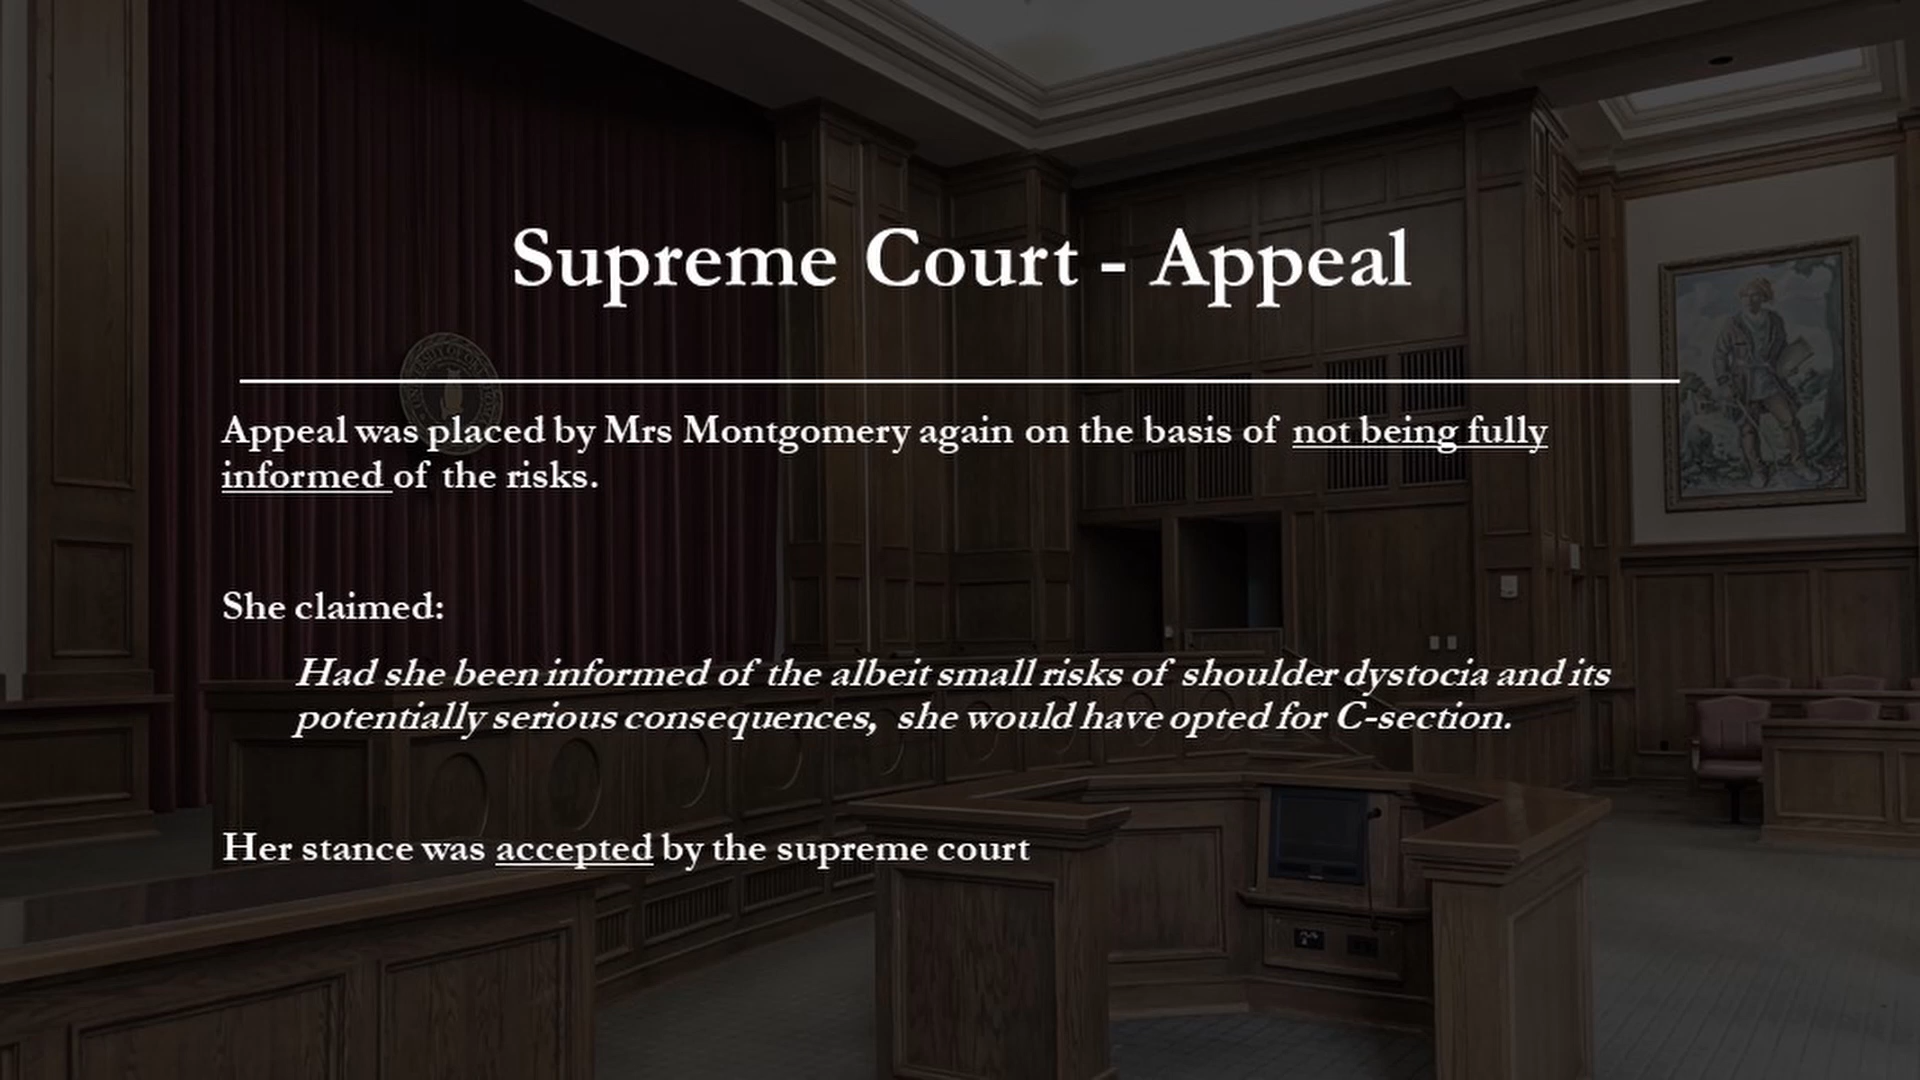 Supreme Court - Appeal
Appeal was placed by Mrs Montgomery again on the basis of not being fully
informed of the risks.
She claimed:
Had she been informed of the albeit small risks of shoulder dystocia and its
potentially serious consequences, she would have opted for C-section.
Her stance was accepted by the supreme court